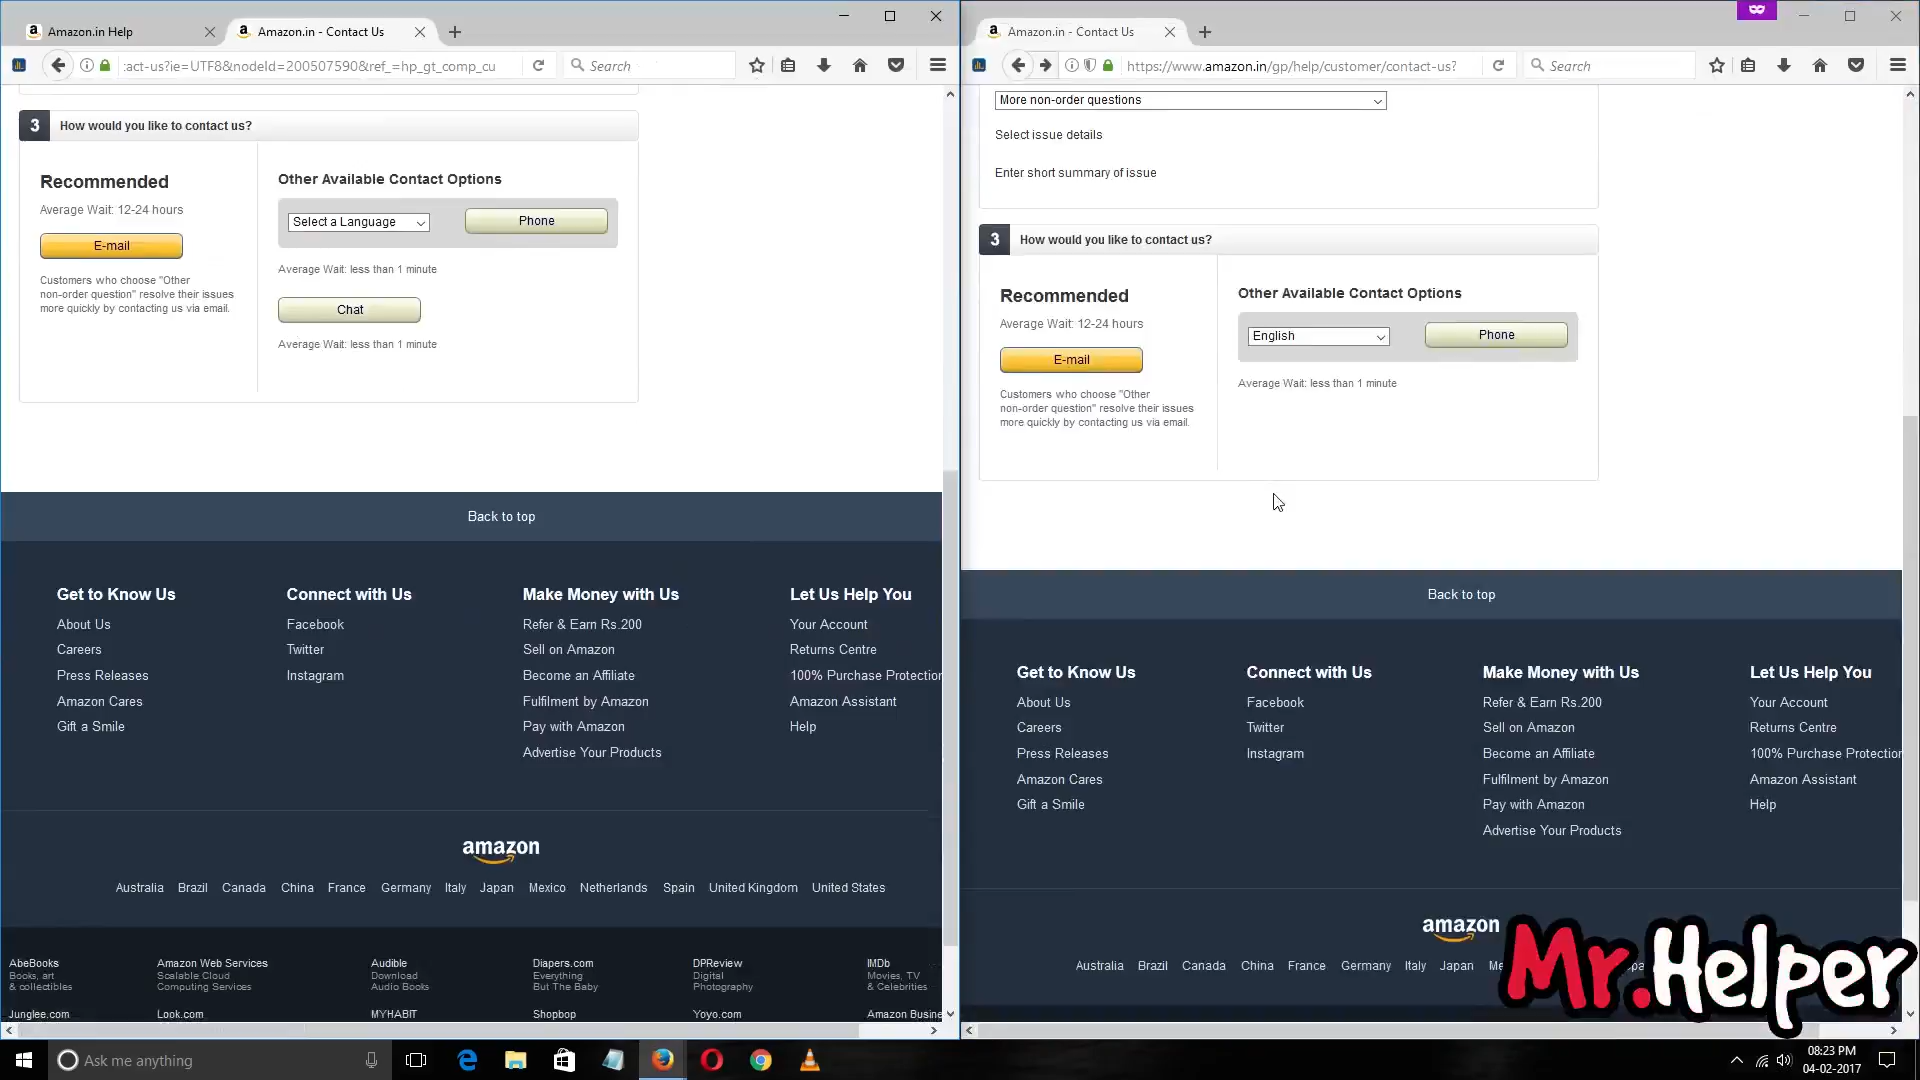 Amazon.in Help
Amazon.in - Contact Us
:act-us?ie=UTF8&nodeId=200507590&ref_=hp_gt_comp_cu
Search
3 How would you like to contact us?
Recommended
Average Wait: 12-24 hours
E-mail
Customers who choose "Other
non-order question" resolve their issues
more quickly by contacting us via email.
Other Available Contact Options
Select a Language
Phone
Average Wait: less than 1 minute
Chat
Average Wait: less than 1 minute
Back to top
Get to Know Us
About Us
Careers
Press Releases
Amazon Cares
Gift a Smile
Connect with Us
Facebook
Twitter
Instagram
Make Money with Us
Refer & Earn Rs.200
Sell on Amazon
Become an Affiliate
Fulfilment by Amazon
Pay with Amazon
Advertise Your Products
Let Us Help You
Your Account
Returns Centre
100% Purchase Protection
Amazon Assistant
Help
amazon
Australia Brazil Canada China France Germany Italy Japan Mexico Netherlands Spain United Kingdom United States
AbeBooks
Books, art
& collectibles
Amazon Web Services
Scalable Cloud
Computing Services
Audible
Download
Audio Books
Diapers.com
Everything
But The Baby
DPReview
Digital
Photography
IMDb
Movies, TV
& Celebrities
Junglee.com
Look.com
MYHABIT
Shopbop
Yoyo.com
Amazon Busine
Amazon.in - Contact Us
https://www.amazon.in/gp/help/customer/contact-us?
Search
More non-order questions
Select issue details
Enter short summary of issue
3 How would you like to contact us?
Recommended
Average Wait: 12-24 hours
E-mail
Customers who choose "Other
non-order question" resolve their issues
more quickly by contacting us via email.
Other Available Contact Options
English
Phone
Average Wait: less than 1 minute
Back to top
Get to Know Us
About Us
Careers
Press Releases
Amazon Cares
Gift a Smile
Connect with Us
Facebook
Twitter
Instagram
Make Money with Us
Refer & Earn Rs.200
Sell on Amazon
Become an Affiliate
Fulfilment by Amazon
Pay with Amazon
Advertise Your Products
Let Us Help You
Your Account
Returns Centre
100% Purchase Protection
Amazon Assistant
Help
amazon
Australia Brazil Canada China France Germany Italy Japan
Mr.Helper
Ask me anything
08:23 PM
04-02-2017